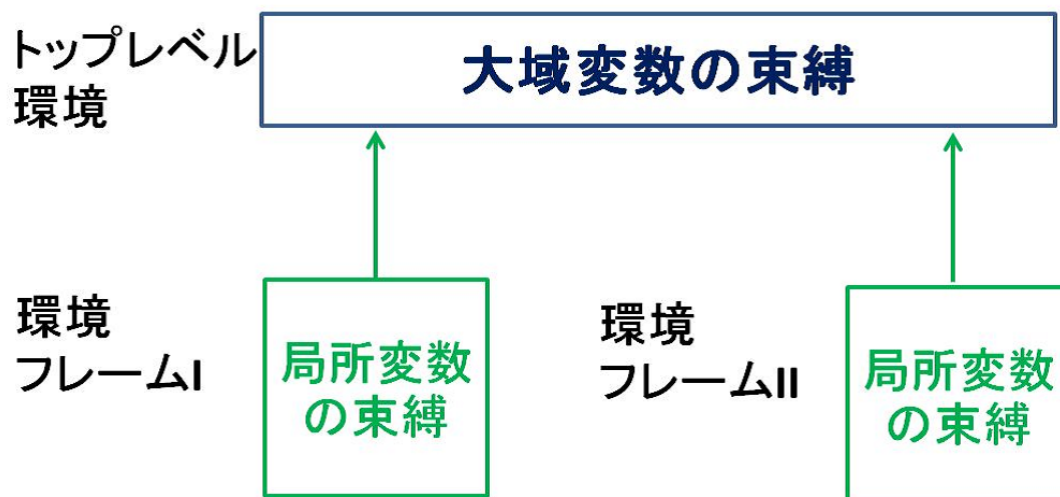 トップレベル
環境
大域変数の束縛
環境
フレームI
局所変数
の束縛
環境
フレームII
局所変数
の束縛